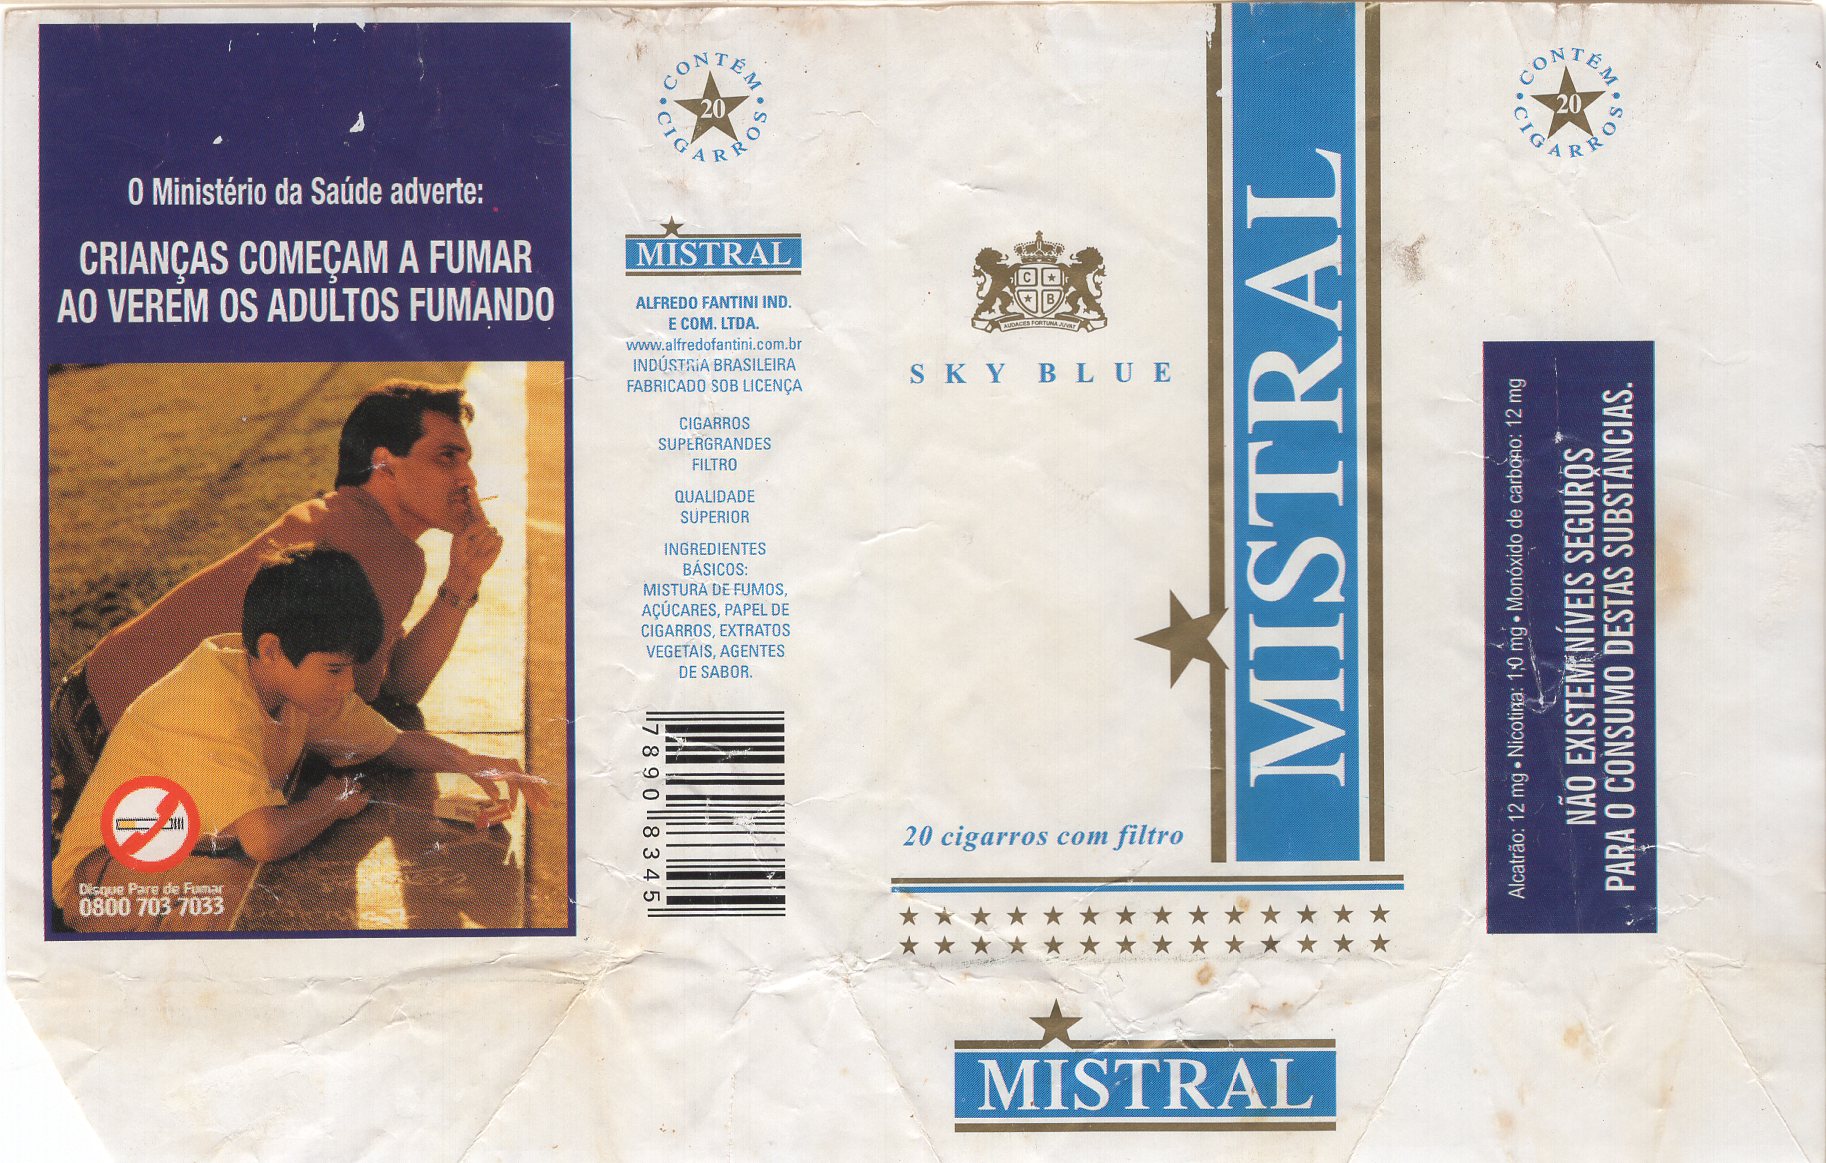 O Ministério da Saúde adverte:
CRIANÇAS COMEÇAM A FUMAR
AO VEREM OS ADULTOS FUMANDO
Disque Pare de Fumar
0800 703 7033
CONTÉM
20
CIGARROS
MISTRAL
ALFREDO FANTINI IND.
E COM. LTDA.
www.alfredofantini.com.br
INDÚSTRIA BRASILEIRA
FABRICADO SOB LICENÇA
CIGARROS
SUPERGRANDES
FILTRO
QUALIDADE
SUPERIOR
INGREDIENTES
BÁSICOS:
MISTURA DE FUMOS,
AÇÚCARES, PAPEL DE
CIGARROS, EXTRATOS
VEGETAIS, AGENTES
DE SABOR.
78908345
C
B
AUDACES FORTUNA JUVAT
SKY BLUE
20 cigarros com filtro
MISTRAL
MISTRAL
CONTÉM
20
CIGARROS
Alcatrão: 12 mg • Nicotina: 1,0 mg • Monóxido de carbono: 12 mg
NÃO EXISTEM NÍVEIS SEGUROS
PARA O CONSUMO DESTAS SUBSTÂNCIAS.